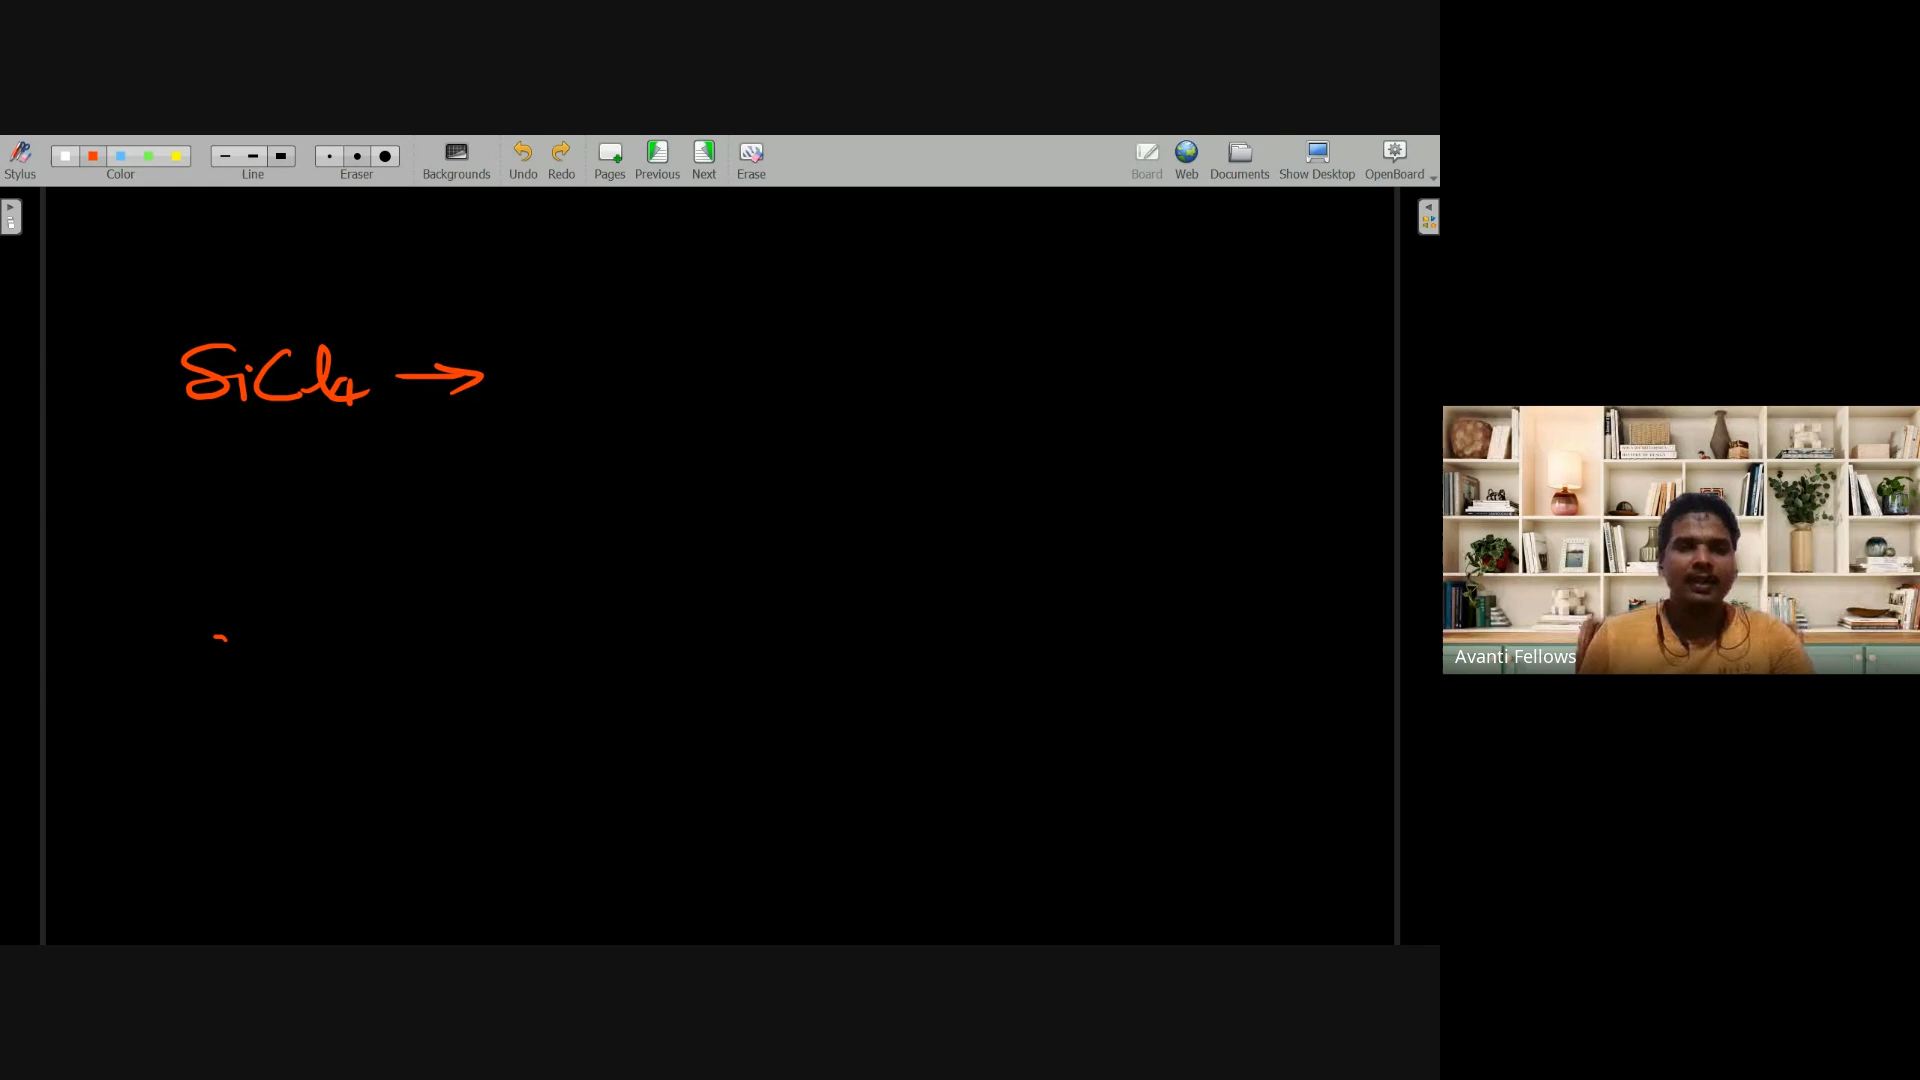 Stylus Color Line Eraser Backgrounds Undo Redo Pages Previous Next Erase Board Web Documents Show Desktop OpenBoard
SiCl4 →
Avanti Fellows